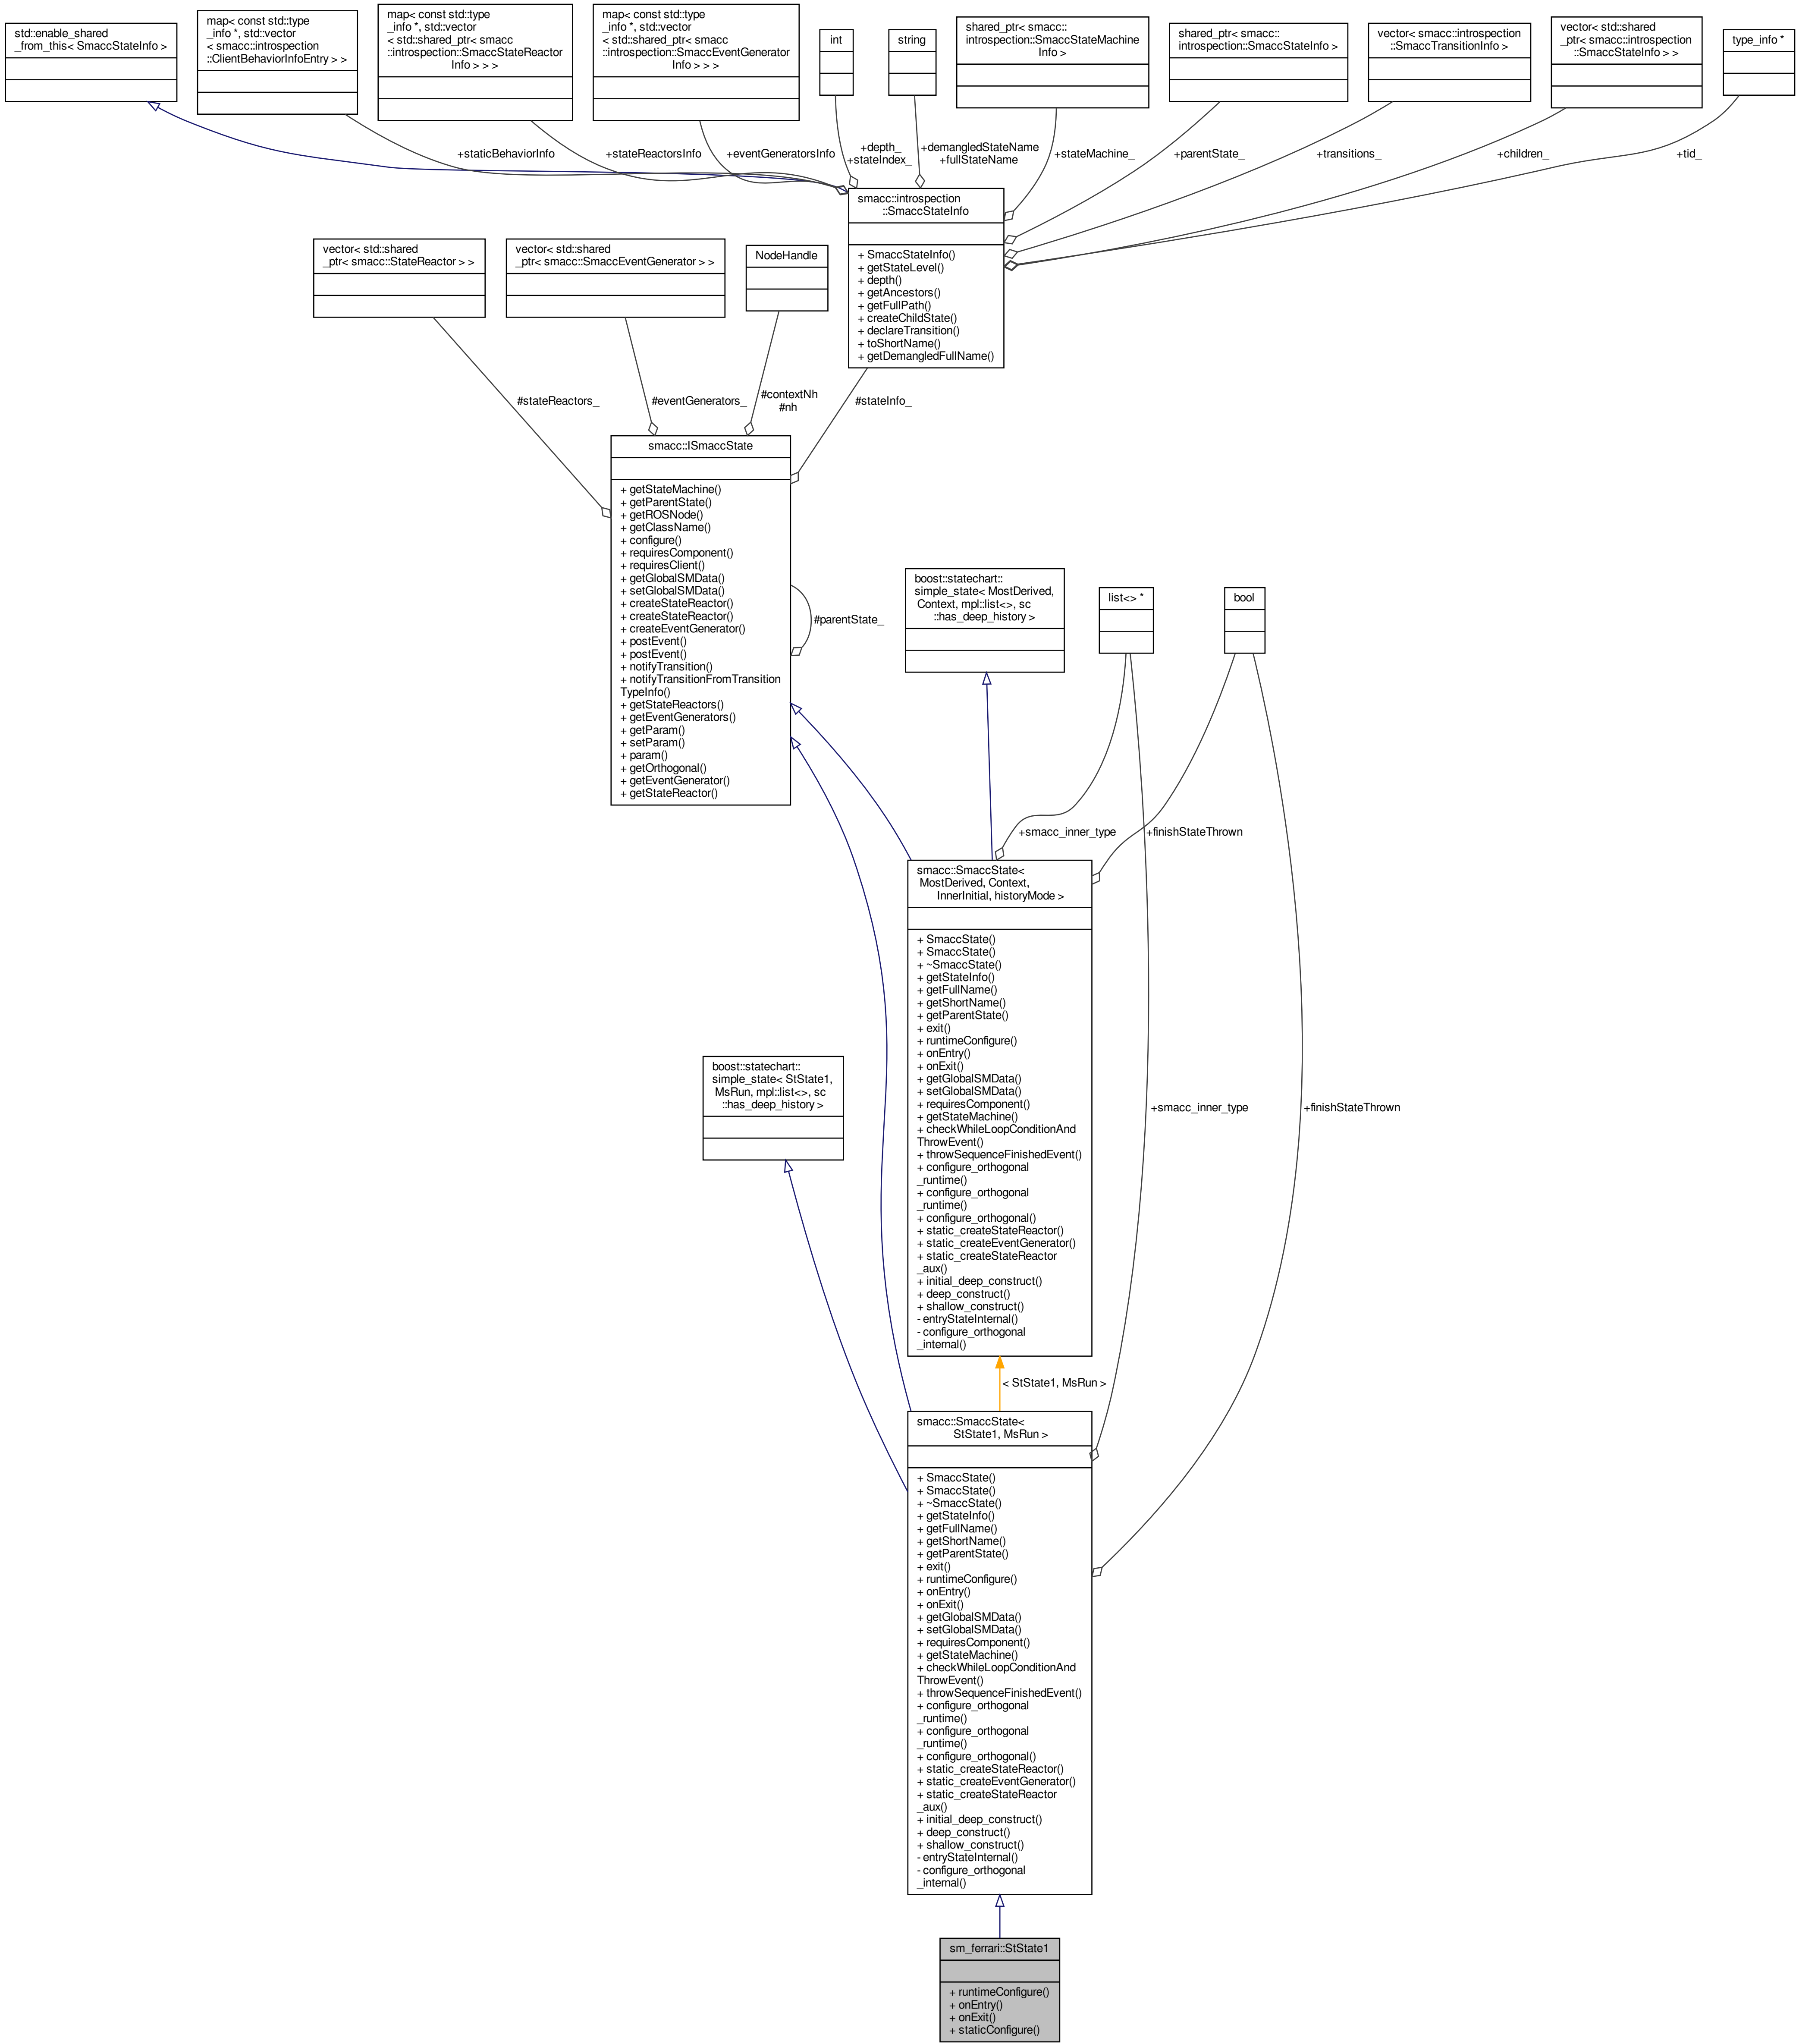 std::enable_shared
_from_this< SmaccStateInfo >
map< const std::type
_info *, std::vector
< smacc::introspection
::ClientBehaviorInfoEntry > >
map< const std::type
_info *, std::vector
< std::shared_ptr< smacc
::introspection::SmaccStateReactor
Info > > >
map< const std::type
_info *, std::vector
< std::shared_ptr< smacc
::introspection::SmaccEventGenerator
Info > > >
int
string
shared_ptr< smacc::
introspection::SmaccStateMachine
Info >
shared_ptr< smacc::
introspection::SmaccStateInfo >
vector< smacc::introspection
::SmaccTransitionInfo >
vector< std::shared
_ptr< smacc::introspection
::SmaccStateInfo > >
type_info *
+staticBehaviorInfo
+stateReactorsInfo
+eventGeneratorsInfo
+depth_
+stateIndex_
+demangledStateName
+fullStateName
+stateMachine_
+parentState_
+transitions_
+children_
+tid_
smacc::introspection
::SmaccStateInfo
+ SmaccStateInfo()
+ getStateLevel()
+ depth()
+ getAncestors()
+ getFullPath()
+ createChildState()
+ declareTransition()
+ toShortName()
+ getDemangledFullName()
vector< std::shared
_ptr< smacc::StateReactor > >
vector< std::shared
_ptr< smacc::SmaccEventGenerator > >
NodeHandle
#stateReactors_
#eventGenerators_
#contextNh
#nh
#stateInfo_
smacc::ISmaccState
+ getStateMachine()
+ getParentState()
+ getROSNode()
+ getClassName()
+ configure()
+ requiresComponent()
+ requiresClient()
+ getGlobalSMData()
+ setGlobalSMData()
+ createStateReactor()
+ createStateReactor()
+ createEventGenerator()
+ postEvent()
+ postEvent()
+ notifyTransition()
+ notifyTransitionFromTransition
TypeInfo()
+ getStateReactors()
+ getEventGenerators()
+ getParam()
+ setParam()
+ param()
+ getOrthogonal()
+ getEventGenerator()
+ getStateReactor()
#parentState_
boost::statechart::
simple_state< MostDerived,
Context, mpl::list<>, sc
::has_deep_history >
list<> *
bool
+smacc_inner_type
+finishStateThrown
smacc::SmaccState<
MostDerived, Context,
InnerInitial, historyMode >
+ SmaccState()
+ SmaccState()
+ ~SmaccState()
+ getStateInfo()
+ getFullName()
+ getShortName()
+ getParentState()
+ exit()
+ runtimeConfigure()
+ onEntry()
+ onExit()
+ getGlobalSMData()
+ setGlobalSMData()
+ requiresComponent()
+ getStateMachine()
+ checkWhileLoopConditionAnd
ThrowEvent()
+ throwSequenceFinishedEvent()
+ configure_orthogonal
_runtime()
+ configure_orthogonal
_runtime()
+ configure_orthogonal()
+ static_createStateReactor()
+ static_createEventGenerator()
+ static_createStateReactor
_aux()
+ initial_deep_construct()
+ deep_construct()
+ shallow_construct()
- entryStateInternal()
- configure_orthogonal
_internal()
boost::statechart::
simple_state< StState1,
MsRun, mpl::list<>, sc
::has_deep_history >
+smacc_inner_type
+finishStateThrown
< StState1, MsRun >
smacc::SmaccState<
StState1, MsRun >
+ SmaccState()
+ SmaccState()
+ ~SmaccState()
+ getStateInfo()
+ getFullName()
+ getShortName()
+ getParentState()
+ exit()
+ runtimeConfigure()
+ onEntry()
+ onExit()
+ getGlobalSMData()
+ setGlobalSMData()
+ requiresComponent()
+ getStateMachine()
+ checkWhileLoopConditionAnd
ThrowEvent()
+ throwSequenceFinishedEvent()
+ configure_orthogonal
_runtime()
+ configure_orthogonal
_runtime()
+ configure_orthogonal()
+ static_createStateReactor()
+ static_createEventGenerator()
+ static_createStateReactor
_aux()
+ initial_deep_construct()
+ deep_construct()
+ shallow_construct()
- entryStateInternal()
- configure_orthogonal
_internal()
sm_ferrari::StState1
+ runtimeConfigure()
+ onEntry()
+ onExit()
+ staticConfigure()